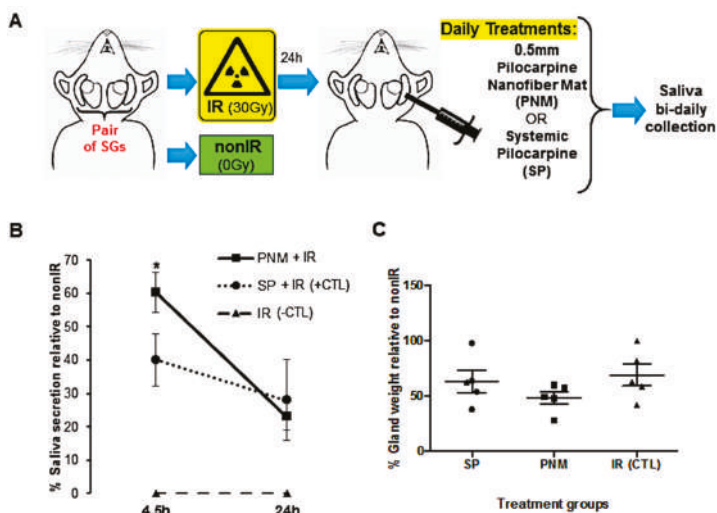 A
Pair
of SGs
IR (30Gy)
nonIR
(0Gy)
24h
Daily Treatments:
0.5mm
Pilocarpine
Nanofiber Mat
(PNM)
OR
Systemic
Pilocarpine
(SP)
Saliva
bi-daily
collection
B
% Saliva secretion relative to nonIR
70
60
50
40
30
20
10
0
*
PNM + IR
SP + IR (+CTL)
IR (-CTL)
4.5h
24h
C
% Gland weight relative to nonIR
150
100
50
0
SP
PNM
IR (CTL)
Treatment groups